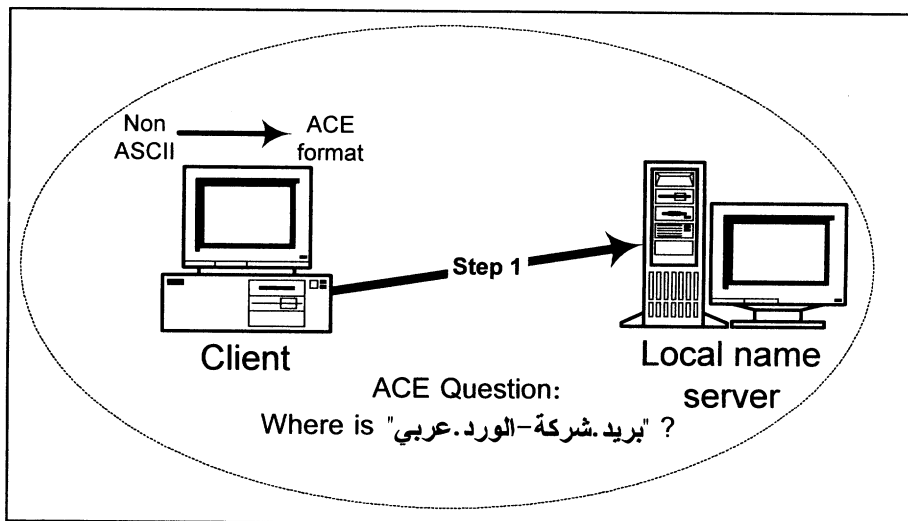 Non
ASCII
ACE
format
Step 1
Client
Local name
server
ACE Question:
Where is "بريد.شركة-الورد.عربي" ?